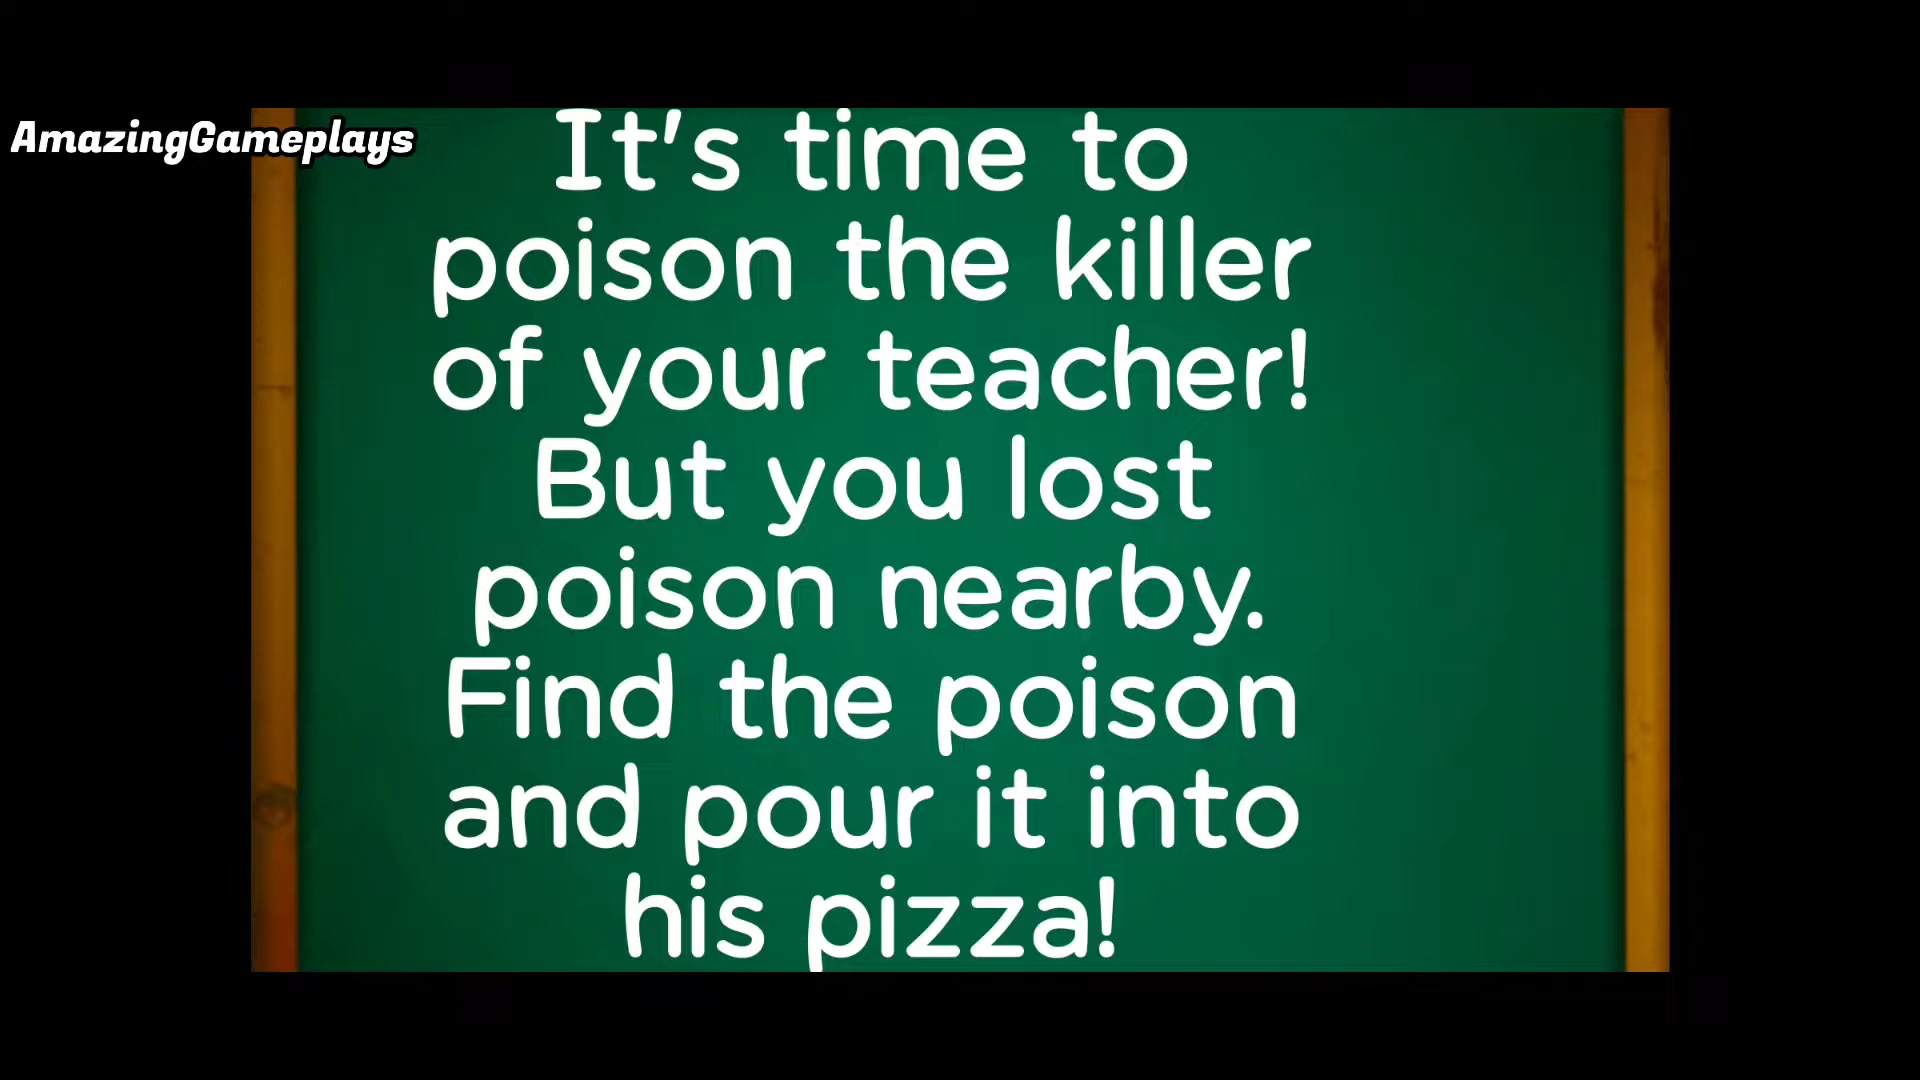 AmazingGameplays
It's time to
poison the killer
of your teacher!
But you lost
poison nearby.
Find the poison
and pour it into
his pizza!